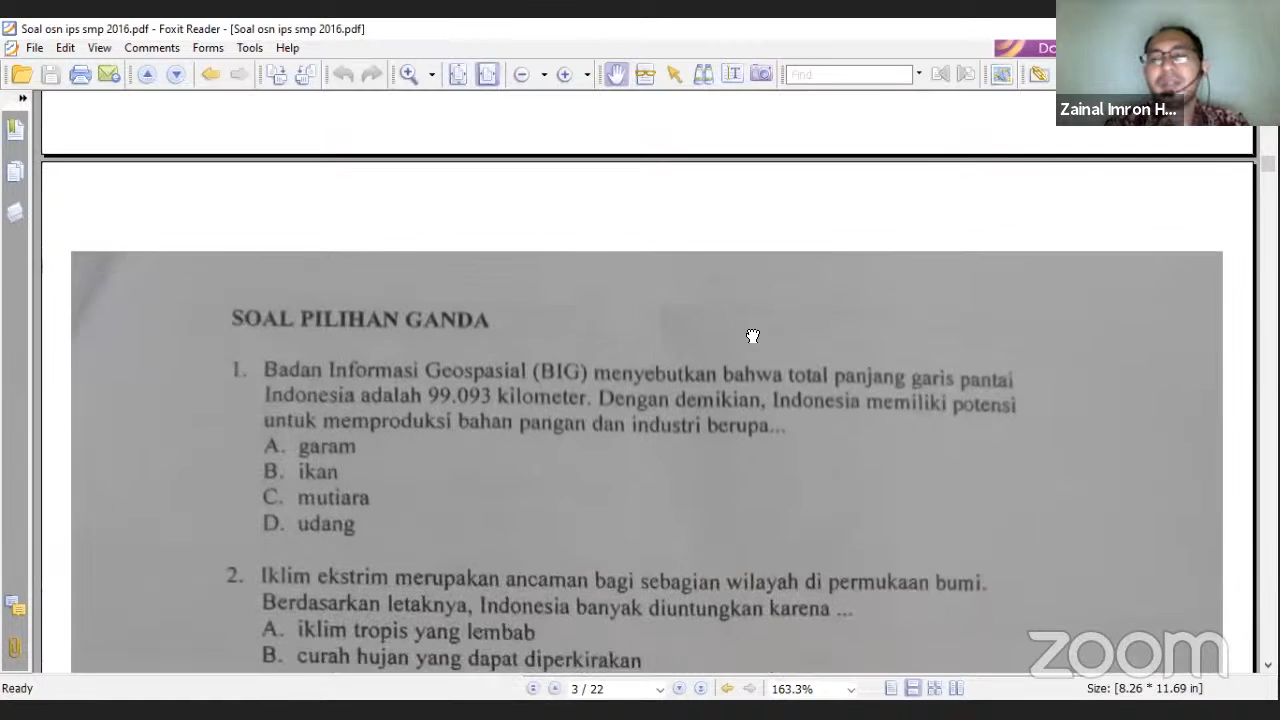 Soal osn ips smp 2016.pdf - Foxit Reader - [Soal osn ips smp 2016.pdf]
File Edit View Comments Forms Tools Help
Do
Find
Zainal Imron H...
SOAL PILIHAN GANDA
1. Badan Informasi Geospasial (BIG) menyebutkan bahwa total panjang garis pantai
Indonesia adalah 99.093 kilometer. Dengan demikian, Indonesia memiliki potensi
untuk memproduksi bahan pangan dan industri berupa...
A. garam
B. ikan
C. mutiara
D. udang
2. Iklim ekstrim merupakan ancaman bagi sebagian wilayah di permukaan bumi.
Berdasarkan letaknya, Indonesia banyak diuntungkan karena ...
A. iklim tropis yang lembab
B. curah hujan yang dapat diperkirakan
zoom
Ready
3 / 22
163.3%
Size: [8.26 * 11.69 in]